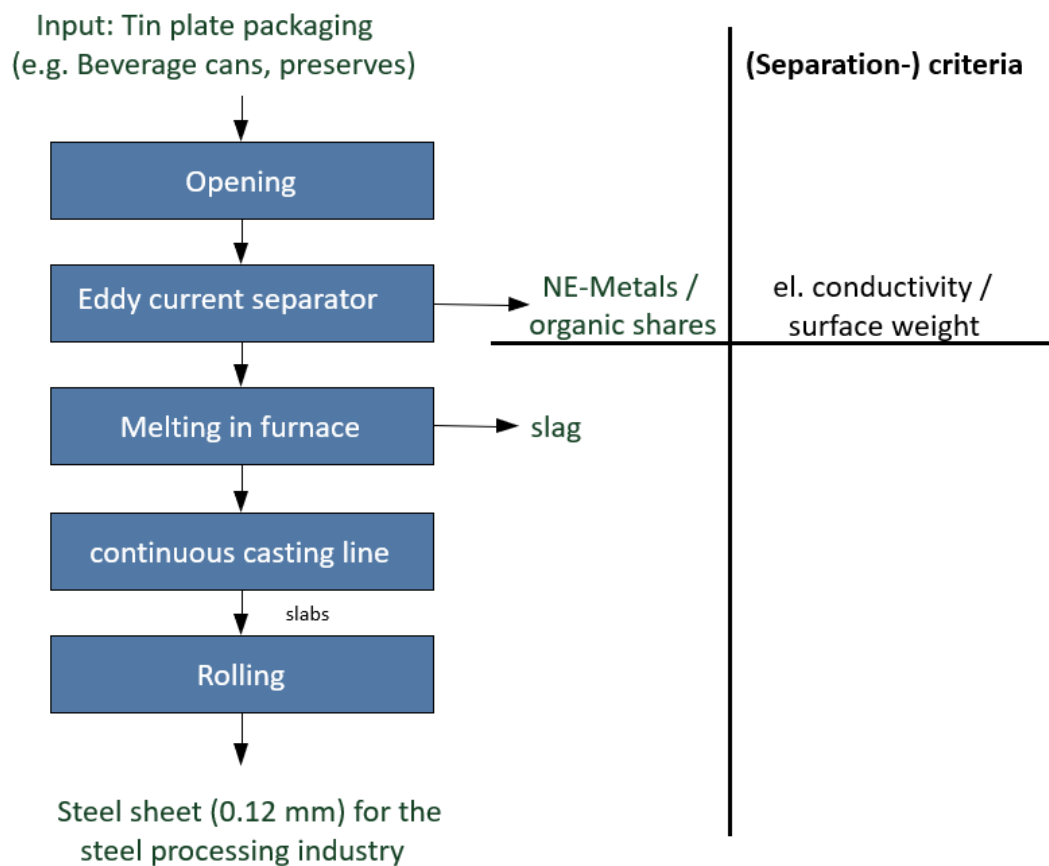 Input: Tin plate packaging
(e.g. Beverage cans, preserves)
(Separation-) criteria
Opening
Eddy current separator
NE-Metals /
organic shares
el. conductivity /
surface weight
Melting in furnace
slag
continuous casting line
slabs
Rolling
Steel sheet (0.12 mm) for the
steel processing industry